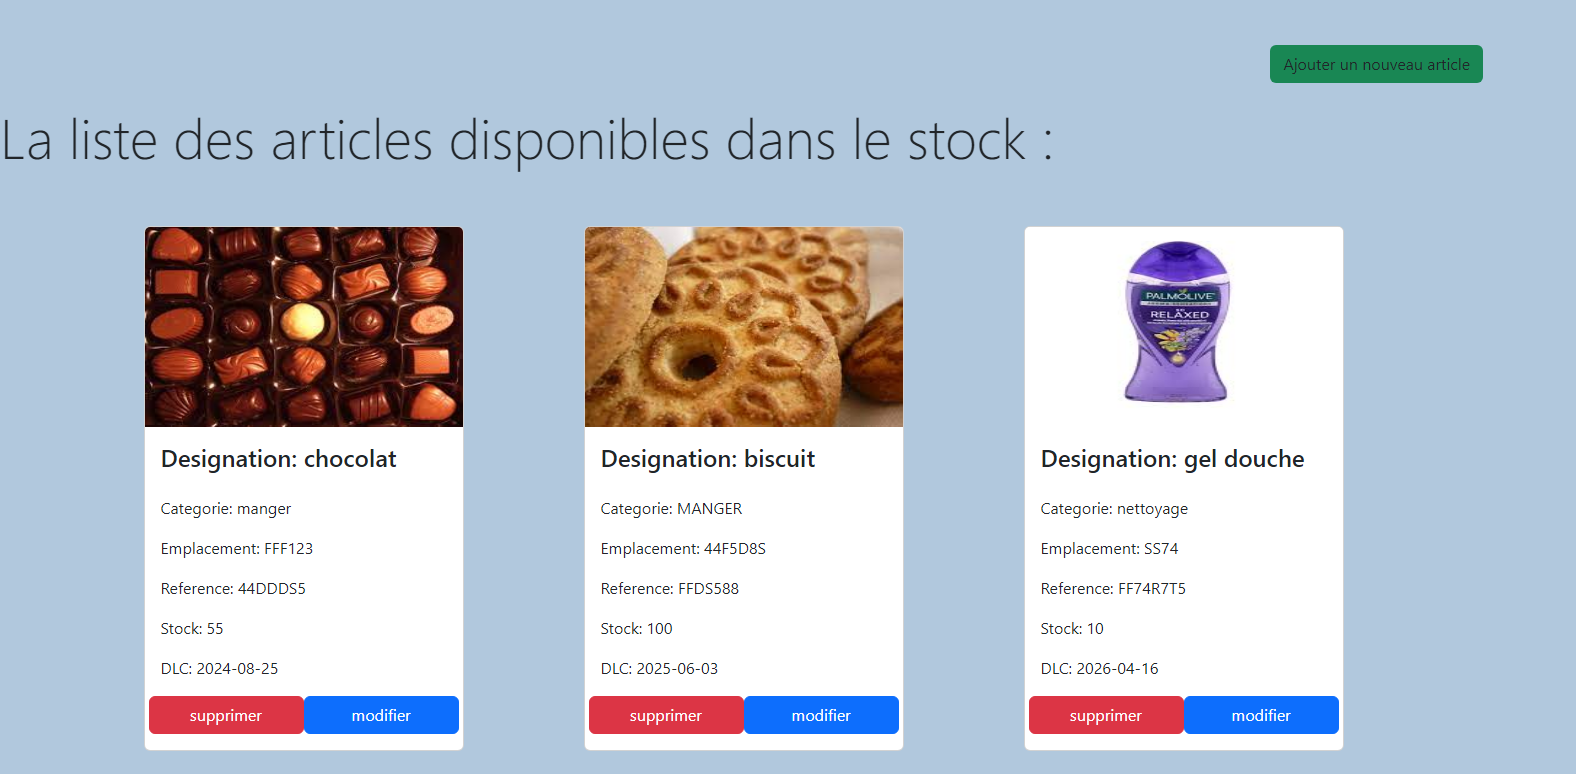 Ajouter un nouveau article
La liste des articles disponibles dans le stock :
PALMOLIVE
RELAXED
Designation: chocolat
Categorie: manger
Emplacement: FFF123
Reference: 44DDDS5
Stock: 55
DLC: 2024-08-25
supprimer modifier
Designation: biscuit
Categorie: MANGER
Emplacement: 44F5D8S
Reference: FFDS588
Stock: 100
DLC: 2025-06-03
supprimer modifier
Designation: gel douche
Categorie: nettoyage
Emplacement: SS74
Reference: FF74R7T5
Stock: 10
DLC: 2026-04-16
supprimer modifier